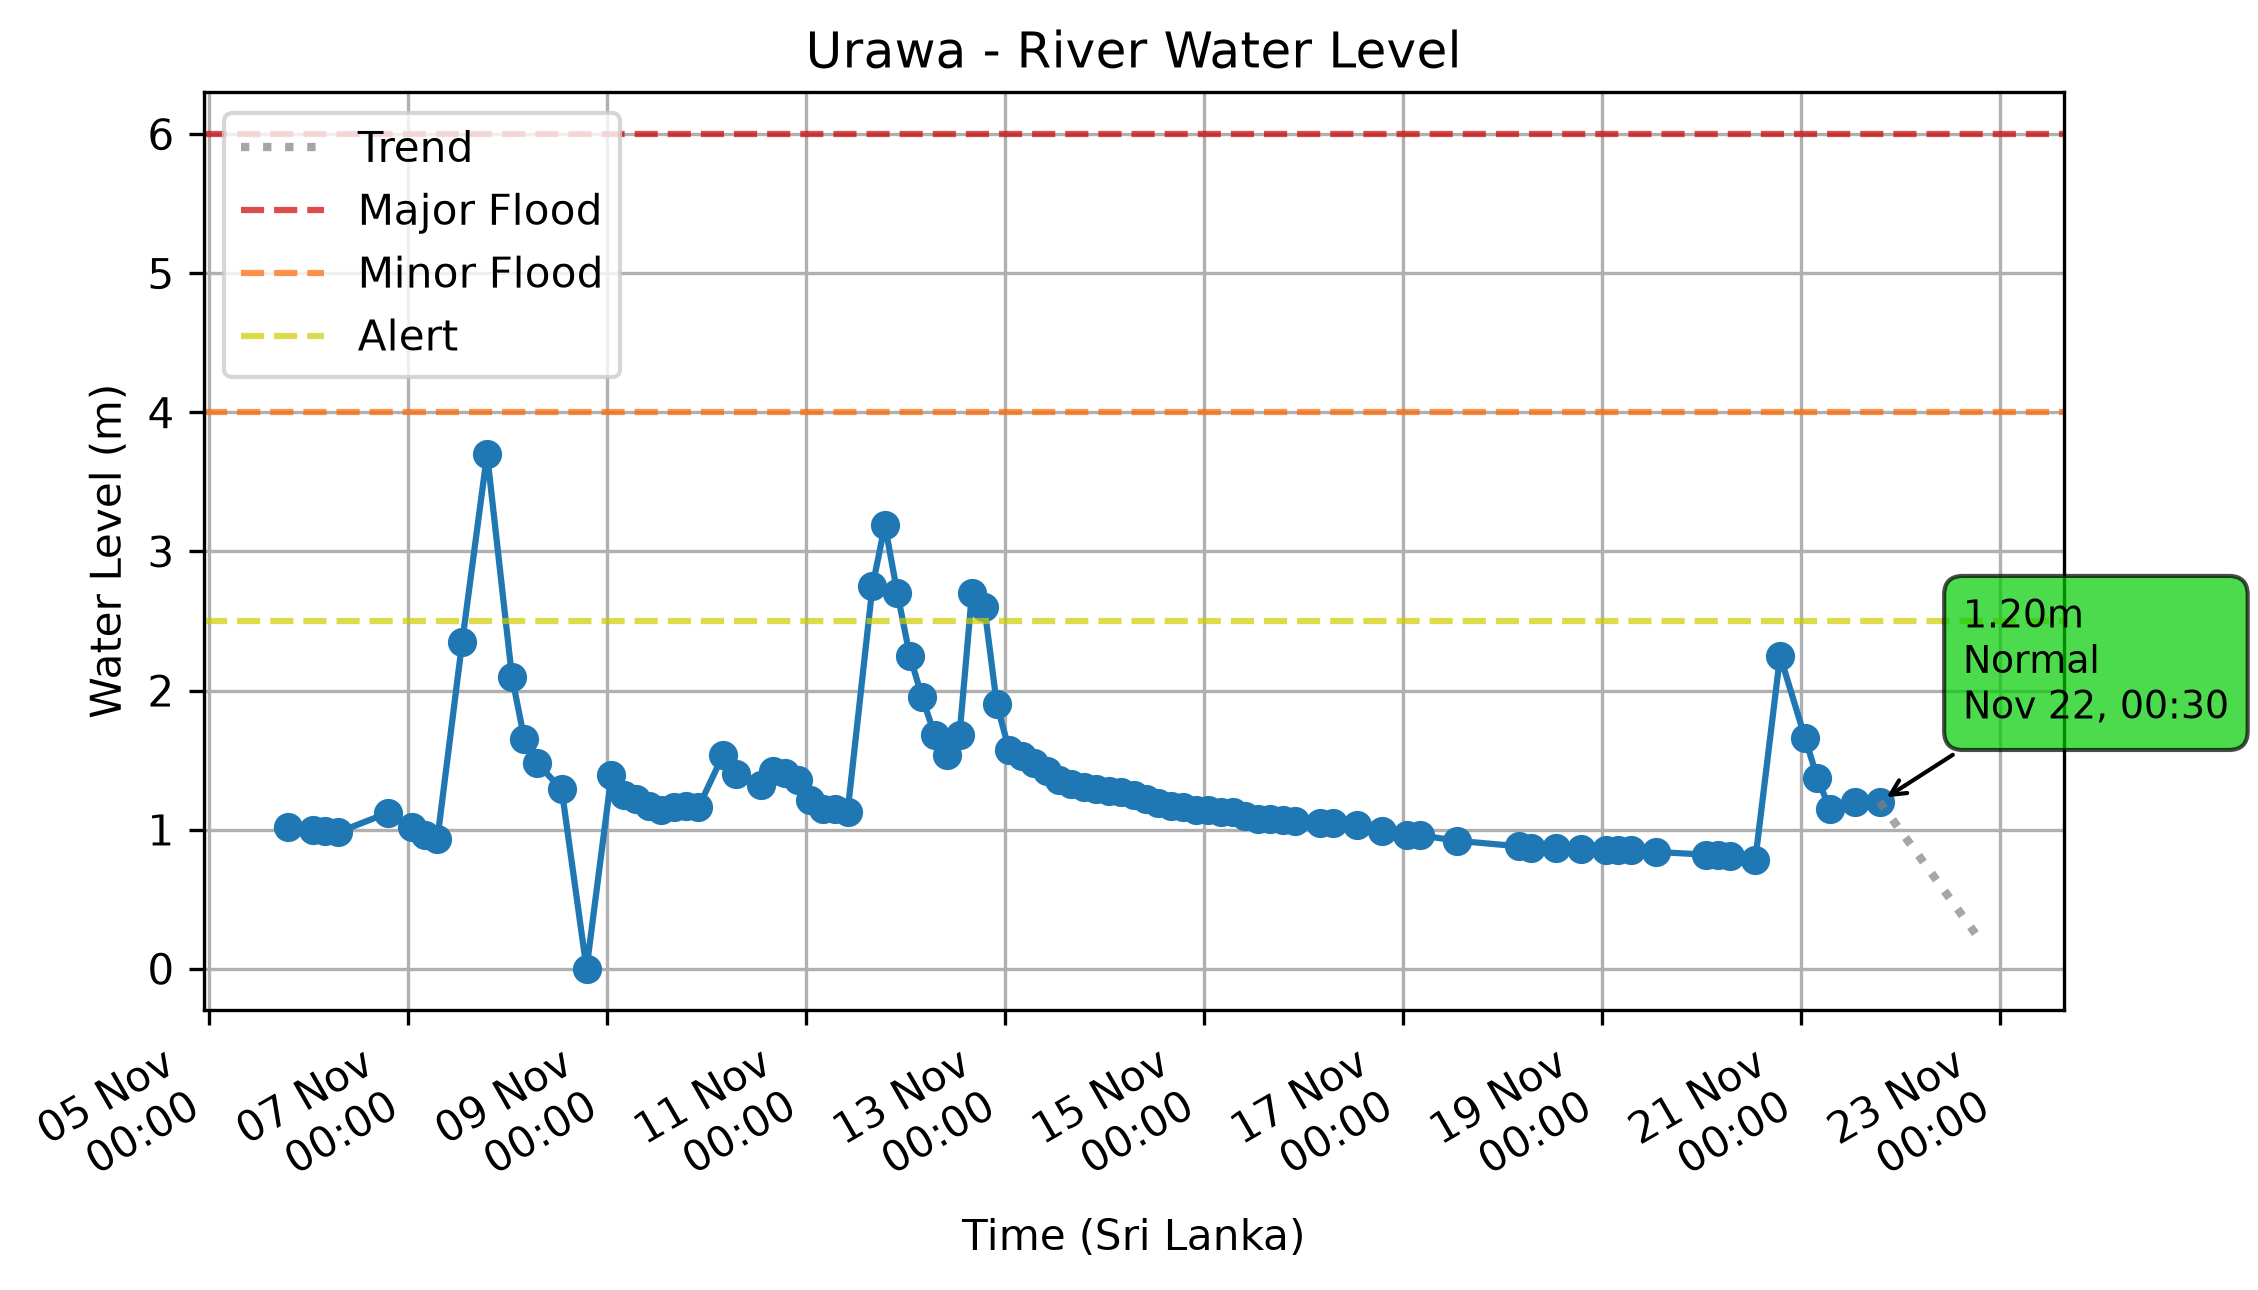 Urawa - River Water Level
Trend
Major Flood
Minor Flood
Alert
6
5
4
3
2
1
0
Water Level (m)
1.20m
Normal
Nov 22, 00:30
05 Nov
00:00
07 Nov
00:00
09 Nov
00:00
11 Nov
00:00
13 Nov
00:00
15 Nov
00:00
17 Nov
00:00
19 Nov
00:00
21 Nov
00:00
23 Nov
00:00
Time (Sri Lanka)